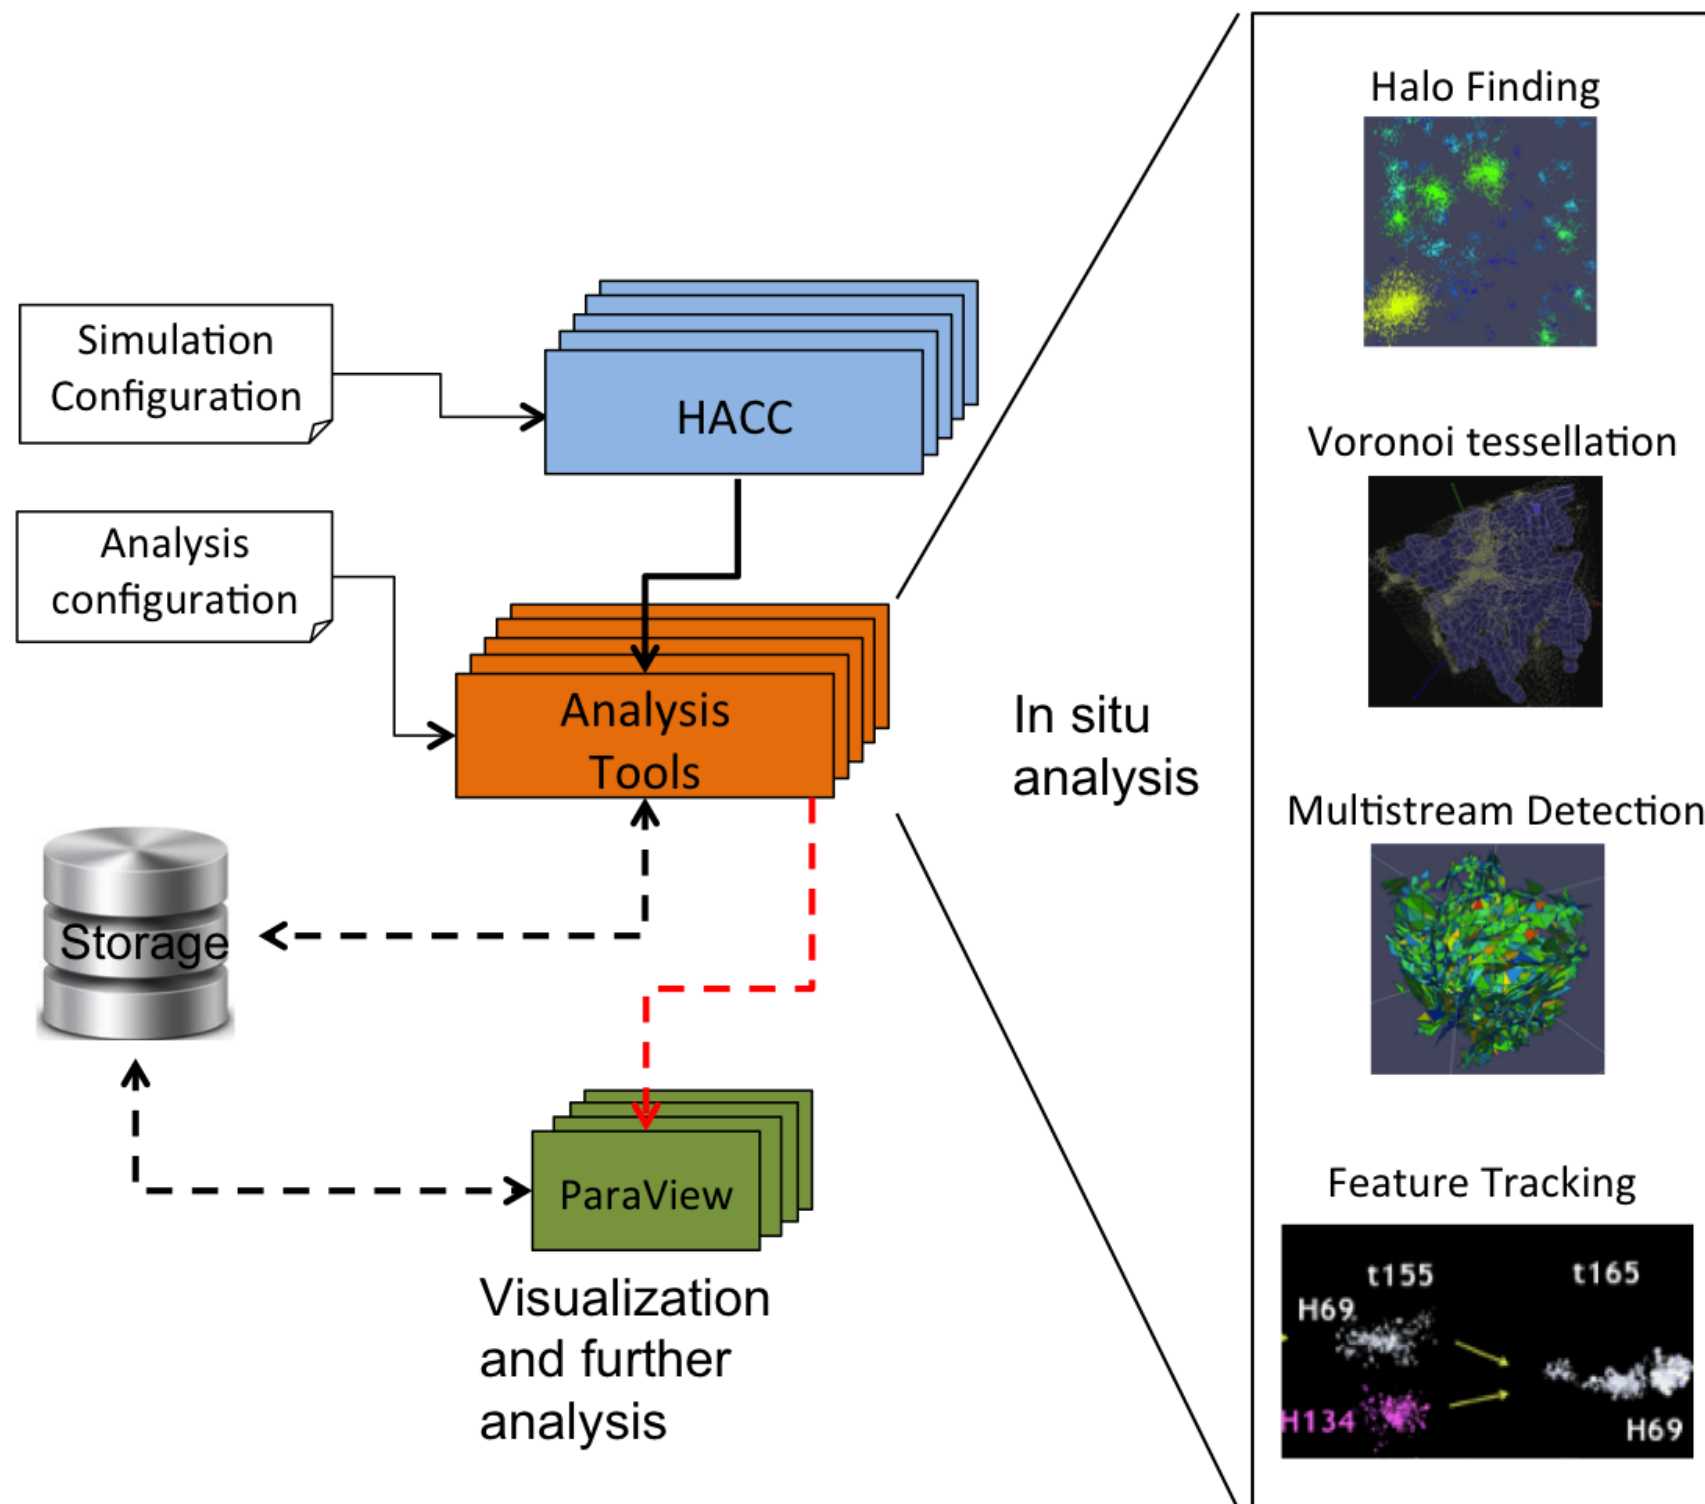 Simulation
Configuration
HACC
Analysis
configuration
Analysis
Tools
Storage
ParaView
Visualization
and further
analysis
In situ
analysis
Halo Finding
Voronoi tessellation
Multistream Detection
Feature Tracking
t155
t165
H69
H134
H69